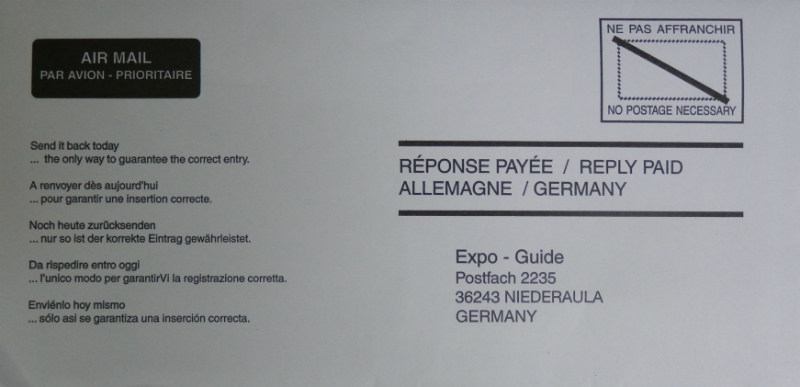 AIR MAIL
PAR AVION - PRIORITAIRE
NE PAS AFFRANCHIR
NO POSTAGE NECESSARY
Send it back today
... the only way to guarantee the correct entry.
A renvoyer dès aujourd'hui
... pour garantir une insertion correcte.
Noch heute zurücksenden
... nur so ist der korrekte Eintrag gewährleistet.
Da rispedire entro oggi
... l'unico modo per garantirVi la registrazione corretta.
Enviénlo hoy mismo
... sólo asi se garantiza una inserción correcta.
RÉPONSE PAYÉE / REPLY PAID
ALLEMAGNE / GERMANY
Expo - Guide
Postfach 2235
36243 NIEDERAULA
GERMANY